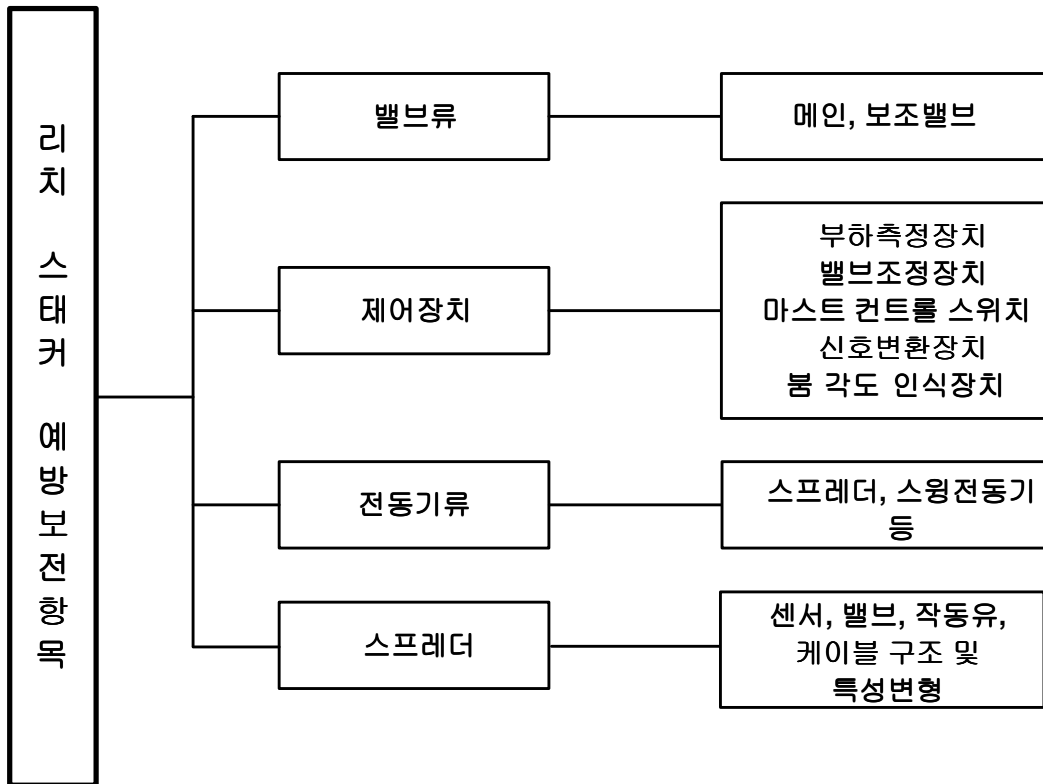 리치 스태커 예방보전항목
밸브류
메인, 보조밸브
제어장치
부하측정장치
밸브조정장치
마스트 컨트롤 스위치
신호변환장치
붐 각도 인식장치
전동기류
스프레더, 스윙전동기
등
스프레더
센서, 밸브, 작동유,
케이블 구조 및
특성변형